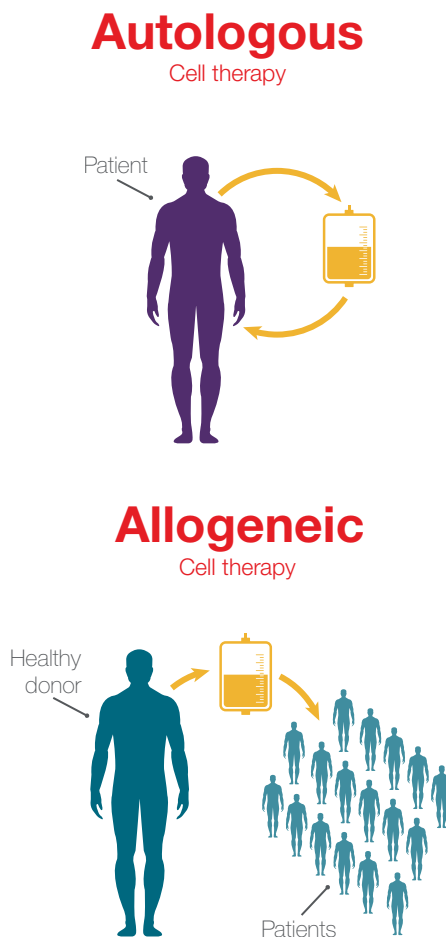 Autologous
Cell therapy
Patient
Allogeneic
Cell therapy
Healthy
donor
Patients